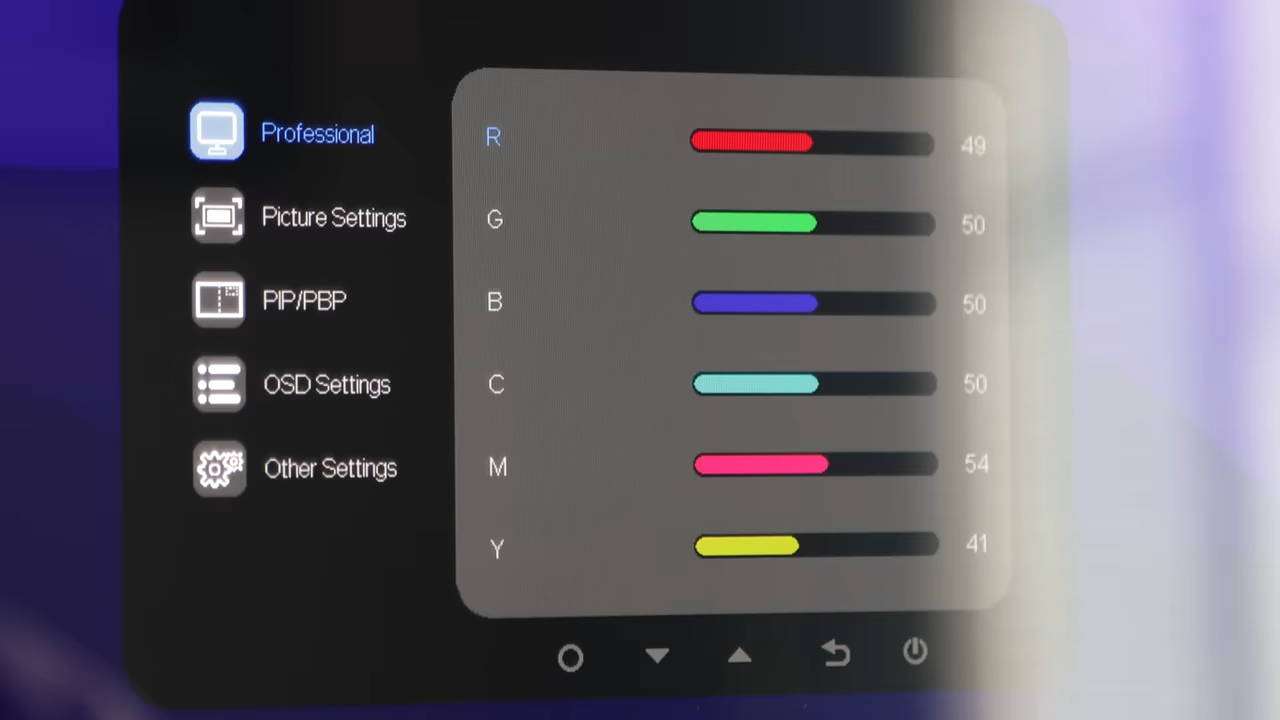 Professional
Picture Settings
PIP/PBP
OSD Settings
Other Settings
R 49
G 50
B 50
C 50
M 54
Y 41